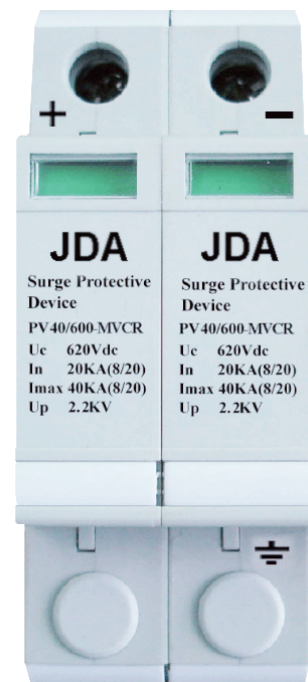 + −
JDA
Surge Protective
Device
PV40/600-MVCR
Uc 620Vdc
In 20KA(8/20)
Imax 40KA(8/20)
Up 2.2KV
JDA
Surge Protective
Device
PV40/600-MVCR
Uc 620Vdc
In 20KA(8/20)
Imax 40KA(8/20)
Up 2.2KV